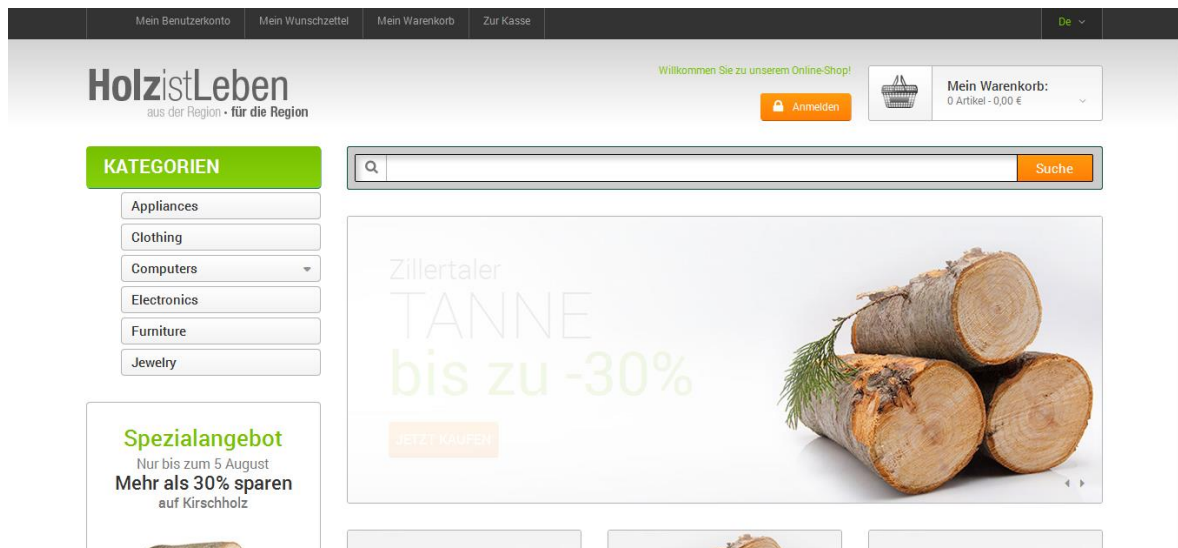 Mein Benutzerkonto
Mein Wunschzettel
Mein Warenkorb
Zur Kasse
De
HolzistLeben
aus der Region • für die Region
Willkommen Sie zu unserem Online-Shop!
Anmelden
Mein Warenkorb:
0 Artikel - 0,00 €
KATEGORIEN
Appliances
Clothing
Computers
Electronics
Furniture
Jewelry
Suche
Zillertaler
TANNE
bis zu -30%
JETZT KAUFEN
Spezialangebot
Nur bis zum 5 August
Mehr als 30% sparen
auf Kirschholz